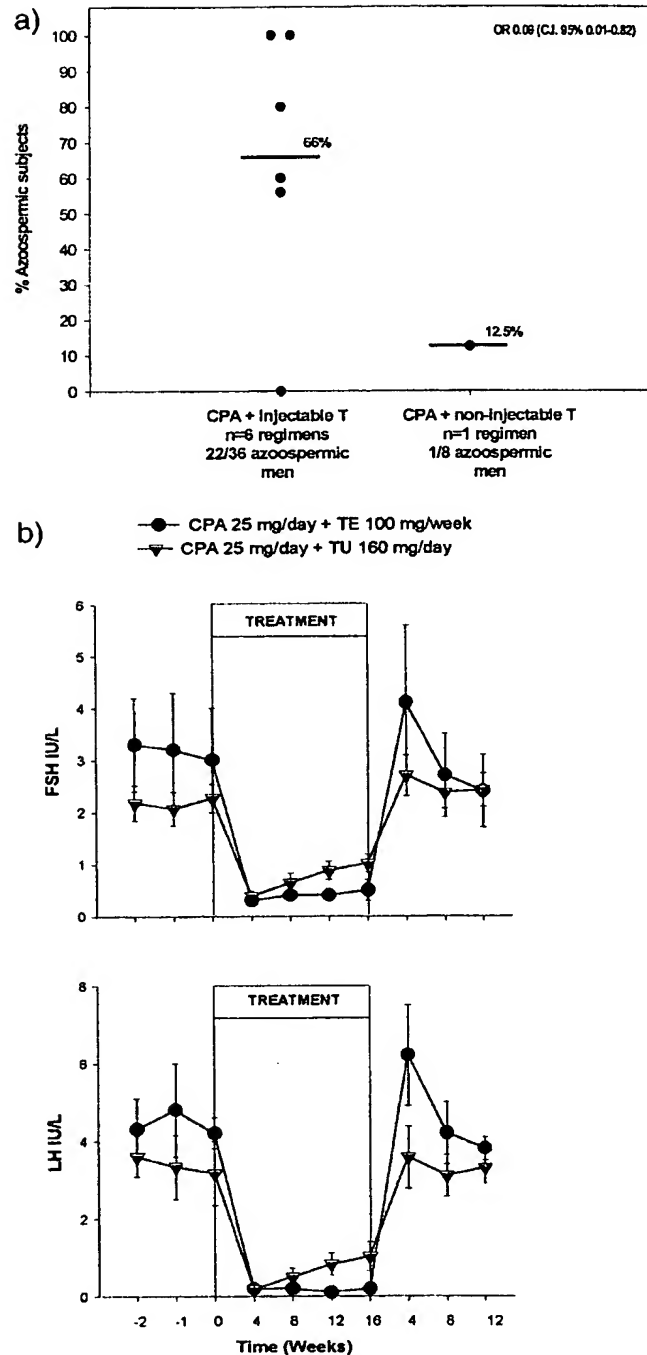 a)
OR 0.09 (C.I. 95% 0.01-0.82)
100
90
80
70
60
50
40
30
20
10
0
% Azoospermic subjects
66%
12.5%
CPA + Injectable T
n=6 regimens
22/36 azoospermic
men
CPA + non-injectable T
n=1 regimen
1/8 azoospermic
men
b)
CPA 25 mg/day + TE 100 mg/week
CPA 25 mg/day + TU 160 mg/day
TREATMENT
6
5
4
3
2
1
0
FSH IU/L
TREATMENT
8
6
4
2
0
LH IU/L
-2 -1 0 4 8 12 16 4 8 12
Time (Weeks)